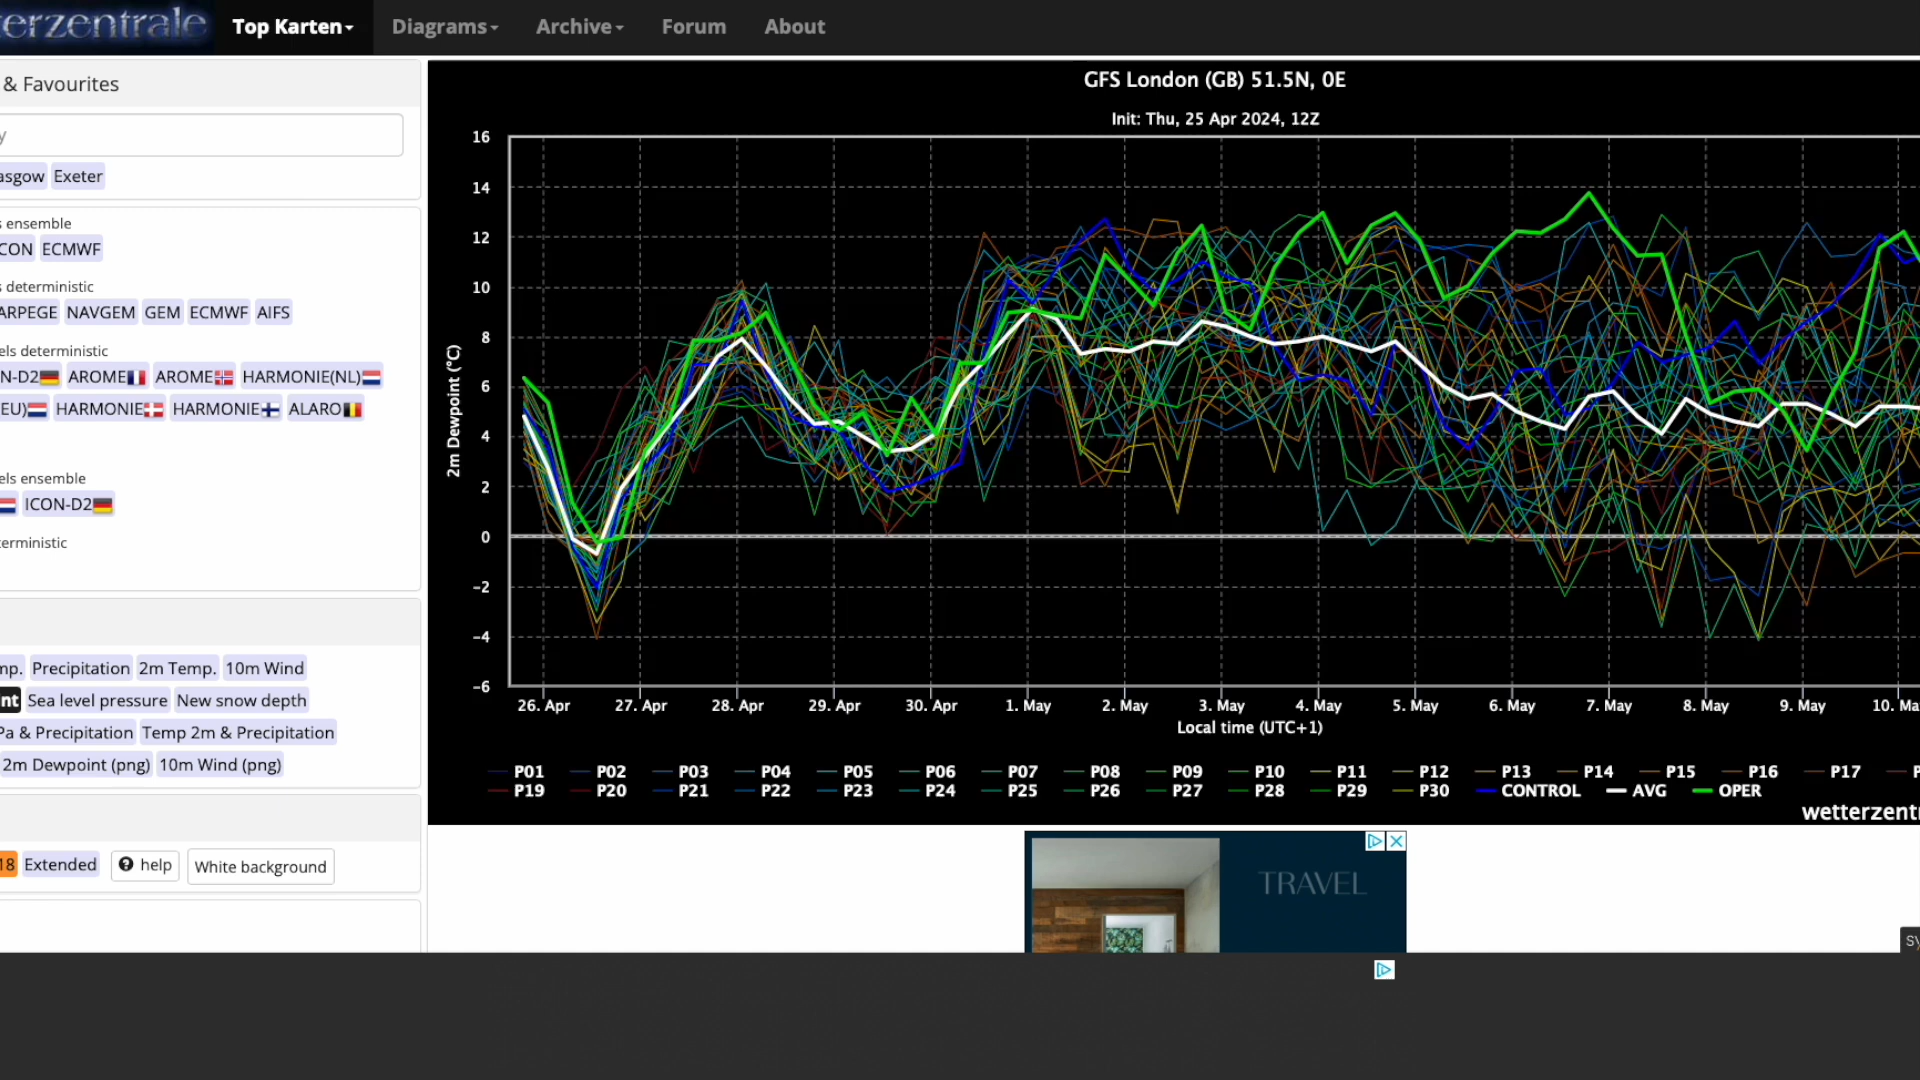 erzentrale Top Karten Diagrams Archive Forum About
& Favourites
y
asgow Exeter
s ensemble
CON ECMWF
s deterministic
ARPEGE NAVGEM GEM ECMWF AIFS
els deterministic
N-D2 AROME AROME HARMONIE(NL)
EU) HARMONIE HARMONIE ALARO
els ensemble
ICON-D2
erministic
mp. Precipitation 2m Temp. 10m Wind
nt Sea level pressure New snow depth
Pa & Precipitation Temp 2m & Precipitation
2m Dewpoint (png) 10m Wind (png)
18 Extended help White background
GFS London (GB) 51.5N, 0E
Init: Thu, 25 Apr 2024, 12Z
16
14
12
10
8
6
4
2
0
−2
−4
−6
2m Dewpoint (°C)
26. Apr 27. Apr 28. Apr 29. Apr 30. Apr 1. May 2. May 3. May 4. May 5. May 6. May 7. May 8. May 9. May 10. Ma
Local time (UTC+1)
P01 P02 P03 P04 P05 P06 P07 P08 P09 P10 P11 P12 P13 P14 P15 P16 P17 P
P19 P20 P21 P22 P23 P24 P25 P26 P27 P28 P29 P30 CONTROL AVG OPER
wetterzentr
TRAVEL
sy